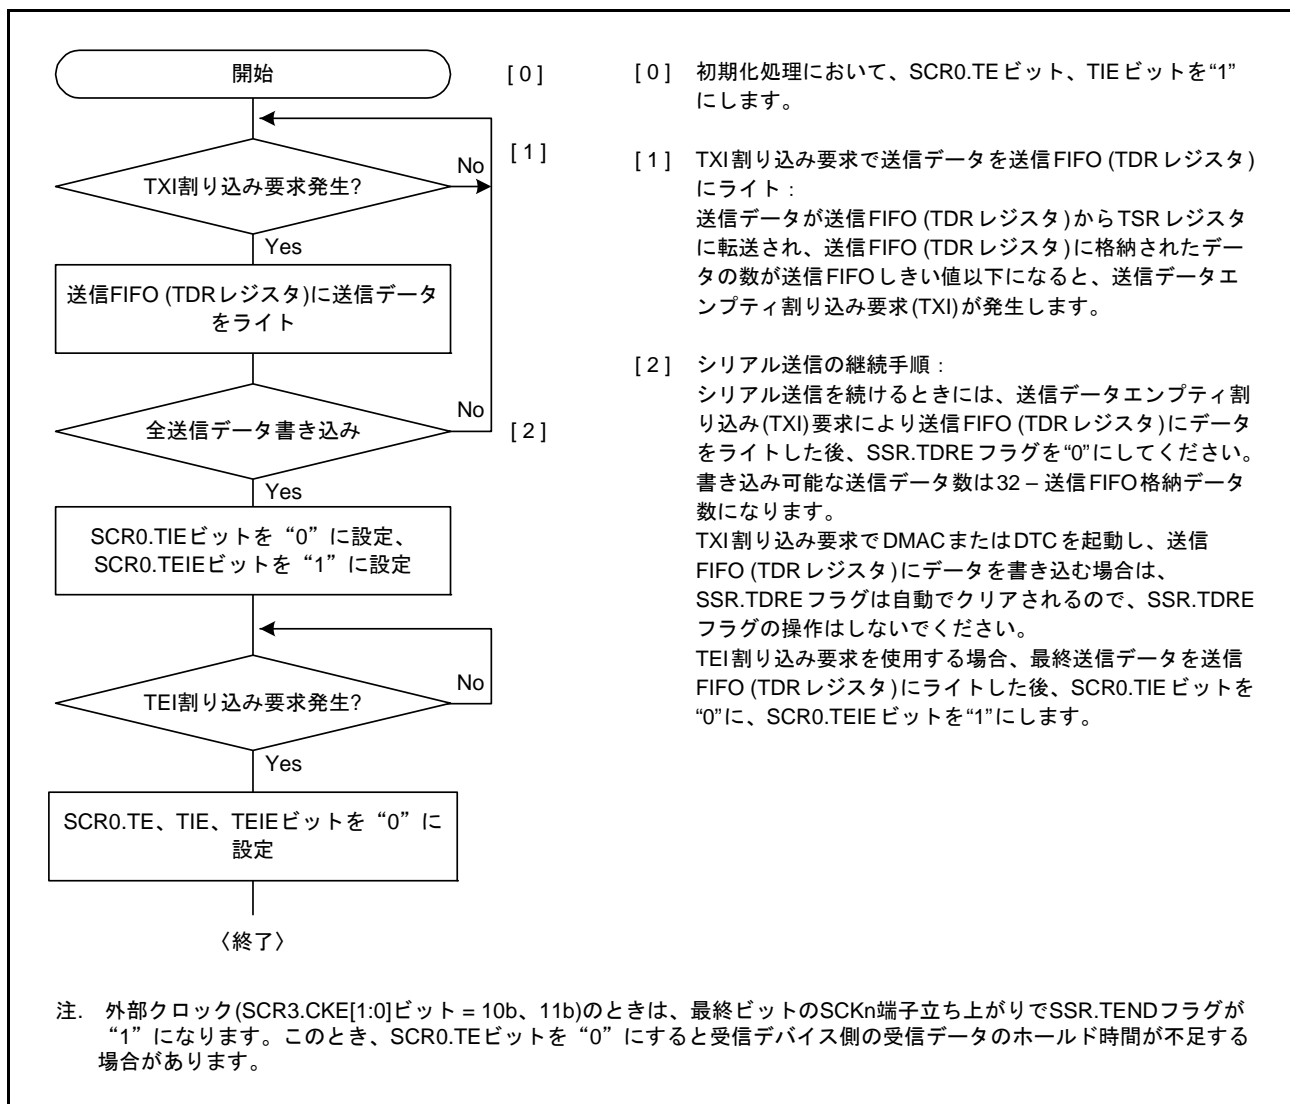 開始
[ 0 ]
TXI割り込み要求発生?
No
[ 1 ]
Yes
送信FIFO (TDRレジスタ)に送信データ
をライト
全送信データ書き込み
No
[ 2 ]
Yes
SCR0.TIEビットを“0”に設定、
SCR0.TEIEビットを“1”に設定
TEI割り込み要求発生?
No
Yes
SCR0.TE、TIE、TEIEビットを“0”に
設定
〈終了〉
[ 0 ] 初期化処理において、SCR0.TEビット、TIEビットを“1”
にします。
[ 1 ] TXI割り込み要求で送信データを送信FIFO (TDRレジスタ)
にライト:
送信データが送信FIFO (TDRレジスタ)からTSRレジスタ
に転送され、送信FIFO (TDRレジスタ)に格納されたデー
タの数が送信FIFOしきい値以下になると、送信データエ
ンプティ割り込み要求(TXI)が発生します。
[ 2 ] シリアル送信の継続手順:
シリアル送信を続けるときには、送信データエンプティ割
り込み(TXI)要求により送信FIFO (TDRレジスタ)にデータ
をライトした後、SSR.TDREフラグを“0”にしてください。
書き込み可能な送信データ数は32 – 送信FIFO格納データ
数になります。
TXI割り込み要求でDMACまたはDTCを起動し、送信
FIFO (TDRレジスタ)にデータを書き込む場合は、
SSR.TDREフラグは自動でクリアされるので、SSR.TDRE
フラグの操作はしないでください。
TEI割り込み要求を使用する場合、最終送信データを送信
FIFO (TDRレジスタ)にライトした後、SCR0.TIEビットを
“0”に、SCR0.TEIEビットを“1”にします。
注. 外部クロック(SCR3.CKE[1:0]ビット = 10b、11b)のときは、最終ビットのSCKn端子立ち上がりでSSR.TENDフラグが
“1”になります。このとき、SCR0.TEビットを“0”にすると受信デバイス側の受信データのホールド時間が不足する
場合があります。